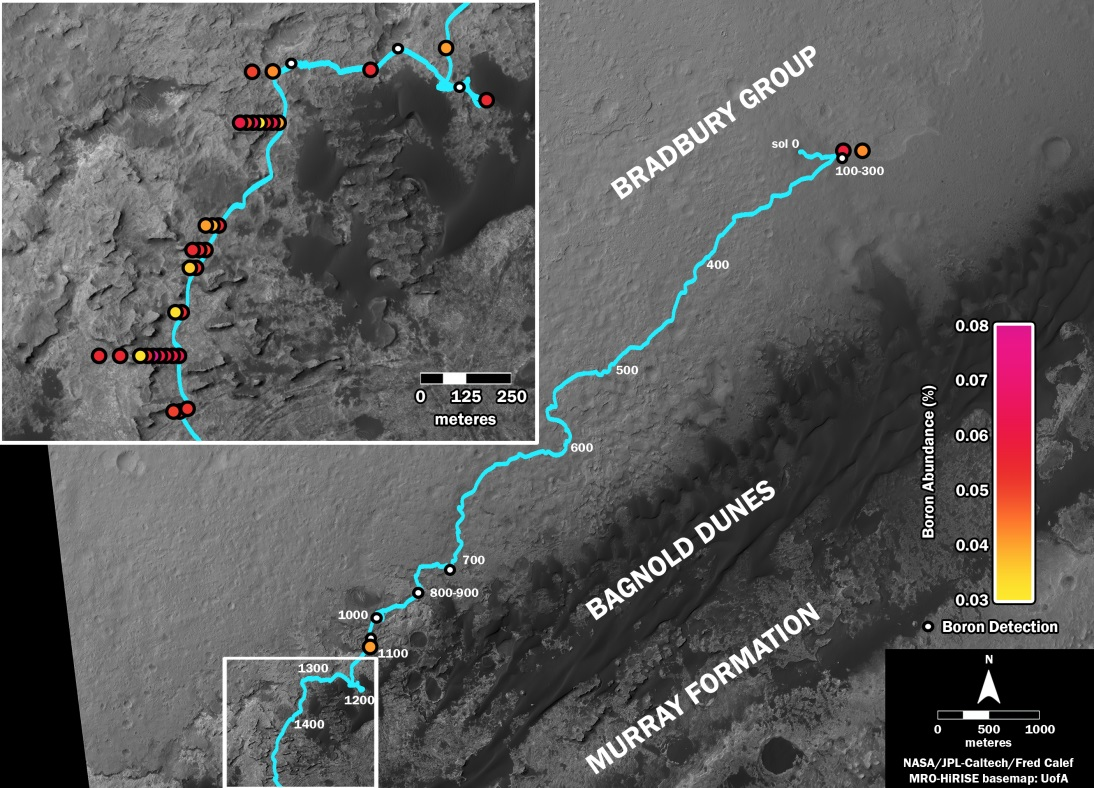 BRADBURY GROUP
sol 0
100-300
400
500
600
700
800-900
1000
1100
1200
1300
1400
0 125 250
meteres
BAGNOLD DUNES
MURRAY FORMATION
Boron Abundance (%)
0.08
0.07
0.06
0.05
0.04
0.03
Boron Detection
N
0 500 1000
meteres
NASA/JPL-Caltech/Fred Calef
MRO-HiRISE basemap: UofA